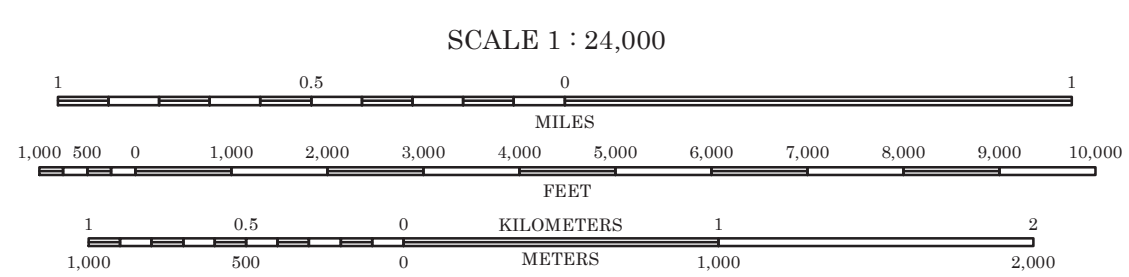 SCALE 1 : 24,000
1 0.5 0 1
MILES
1,000 500 0 1,000 2,000 3,000 4,000 5,000 6,000 7,000 8,000 9,000 10,000
FEET
1 0.5 0 KILOMETERS 1 2
1,000 500 0 METERS 1,000 2,000